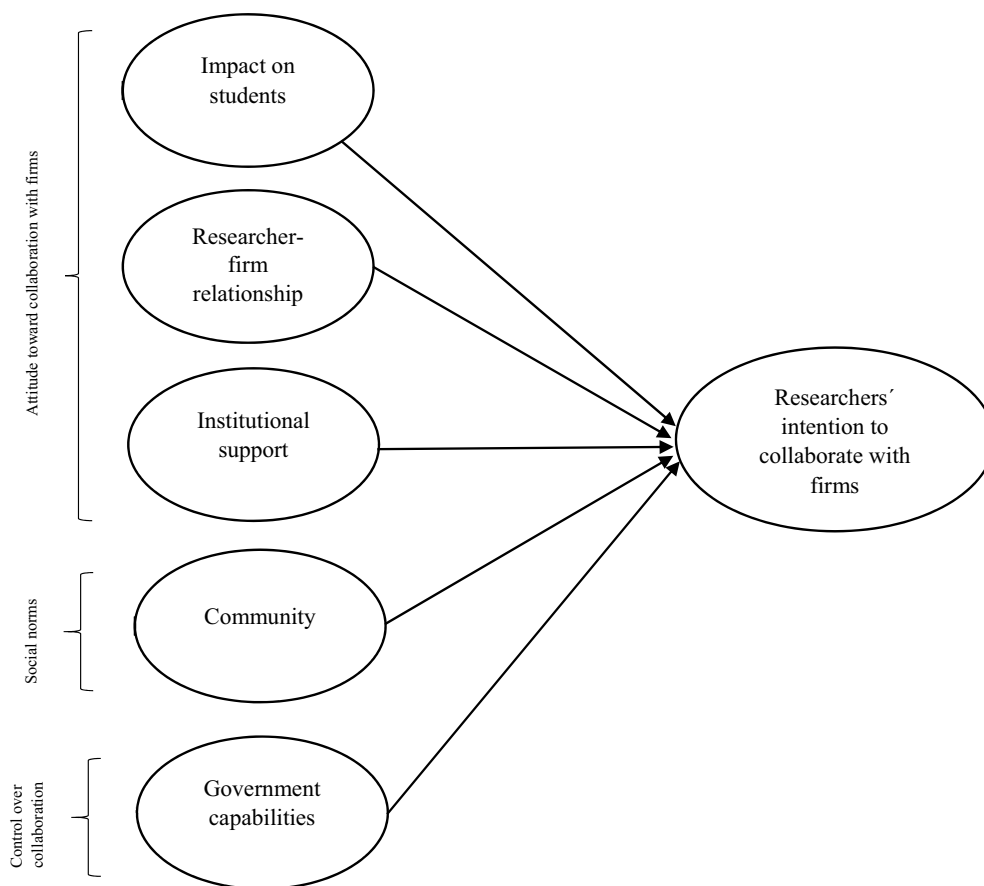 Attitude toward collaboration with firms
Impact on
students
Researcher-
firm
relationship
Institutional
support
Researchers´
intention to
collaborate with
firms
Social norms
Community
Control over
collaboration
Government
capabilities